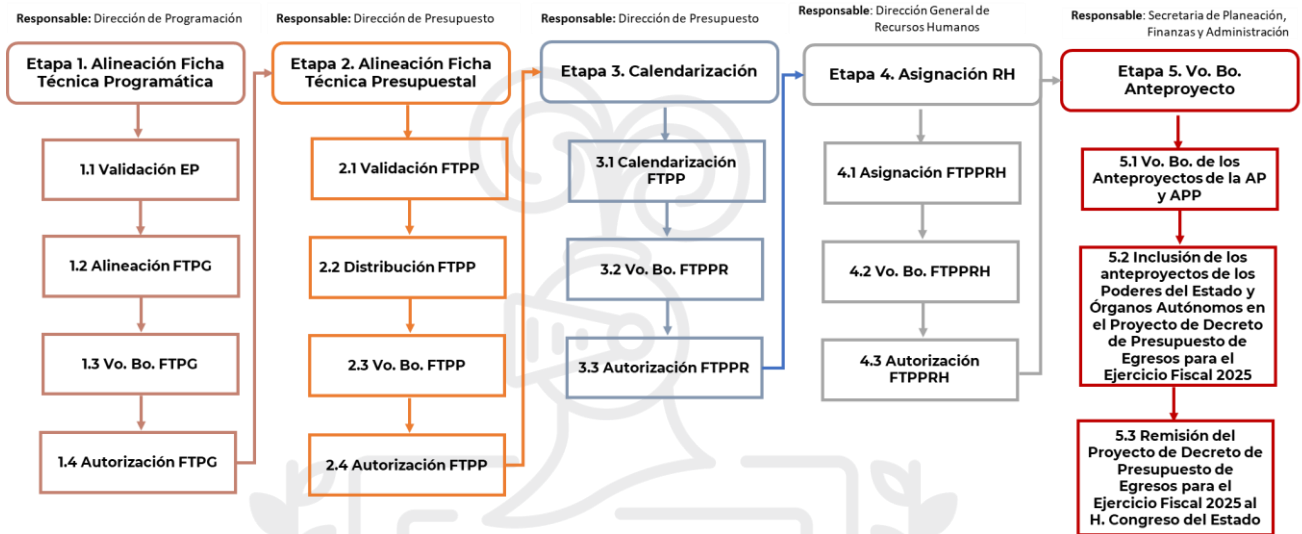 Responsable: Dirección de Programación
Etapa 1. Alineación Ficha
Técnica Programática
1.1 Validación EP
1.2 Alineación FTPG
1.3 Vo. Bo. FTPG
1.4 Autorización FTPG
Responsable: Dirección de Presupuesto
Etapa 2. Alineación Ficha
Técnica Presupuestal
2.1 Validación FTPP
2.2 Distribución FTPP
2.3 Vo. Bo. FTPP
2.4 Autorización FTPP
Responsable: Dirección de Presupuesto
Etapa 3. Calendarización
3.1 Calendarización
FTPP
3.2 Vo. Bo. FTPPR
3.3 Autorización FTPPR
Responsable: Dirección General de
Recursos Humanos
Etapa 4. Asignación RH
4.1 Asignación FTPPRH
4.2 Vo. Bo. FTPPRH
4.3 Autorización
FTPPRH
Responsable: Secretaria de Planeación,
Finanzas y Administración
Etapa 5. Vo. Bo.
Anteproyecto
5.1 Vo. Bo. de los
Anteproyectos de la AP
y APP
5.2 Inclusión de los
anteproyectos de los
Poderes del Estado y
Órganos Autónomos en
el Proyecto de Decreto
de Presupuesto de
Egresos para el
Ejercicio Fiscal 2025
5.3 Remisión del
Proyecto de Decreto de
Presupuesto de
Egresos para el
Ejercicio Fiscal 2025 al
H. Congreso del Estado